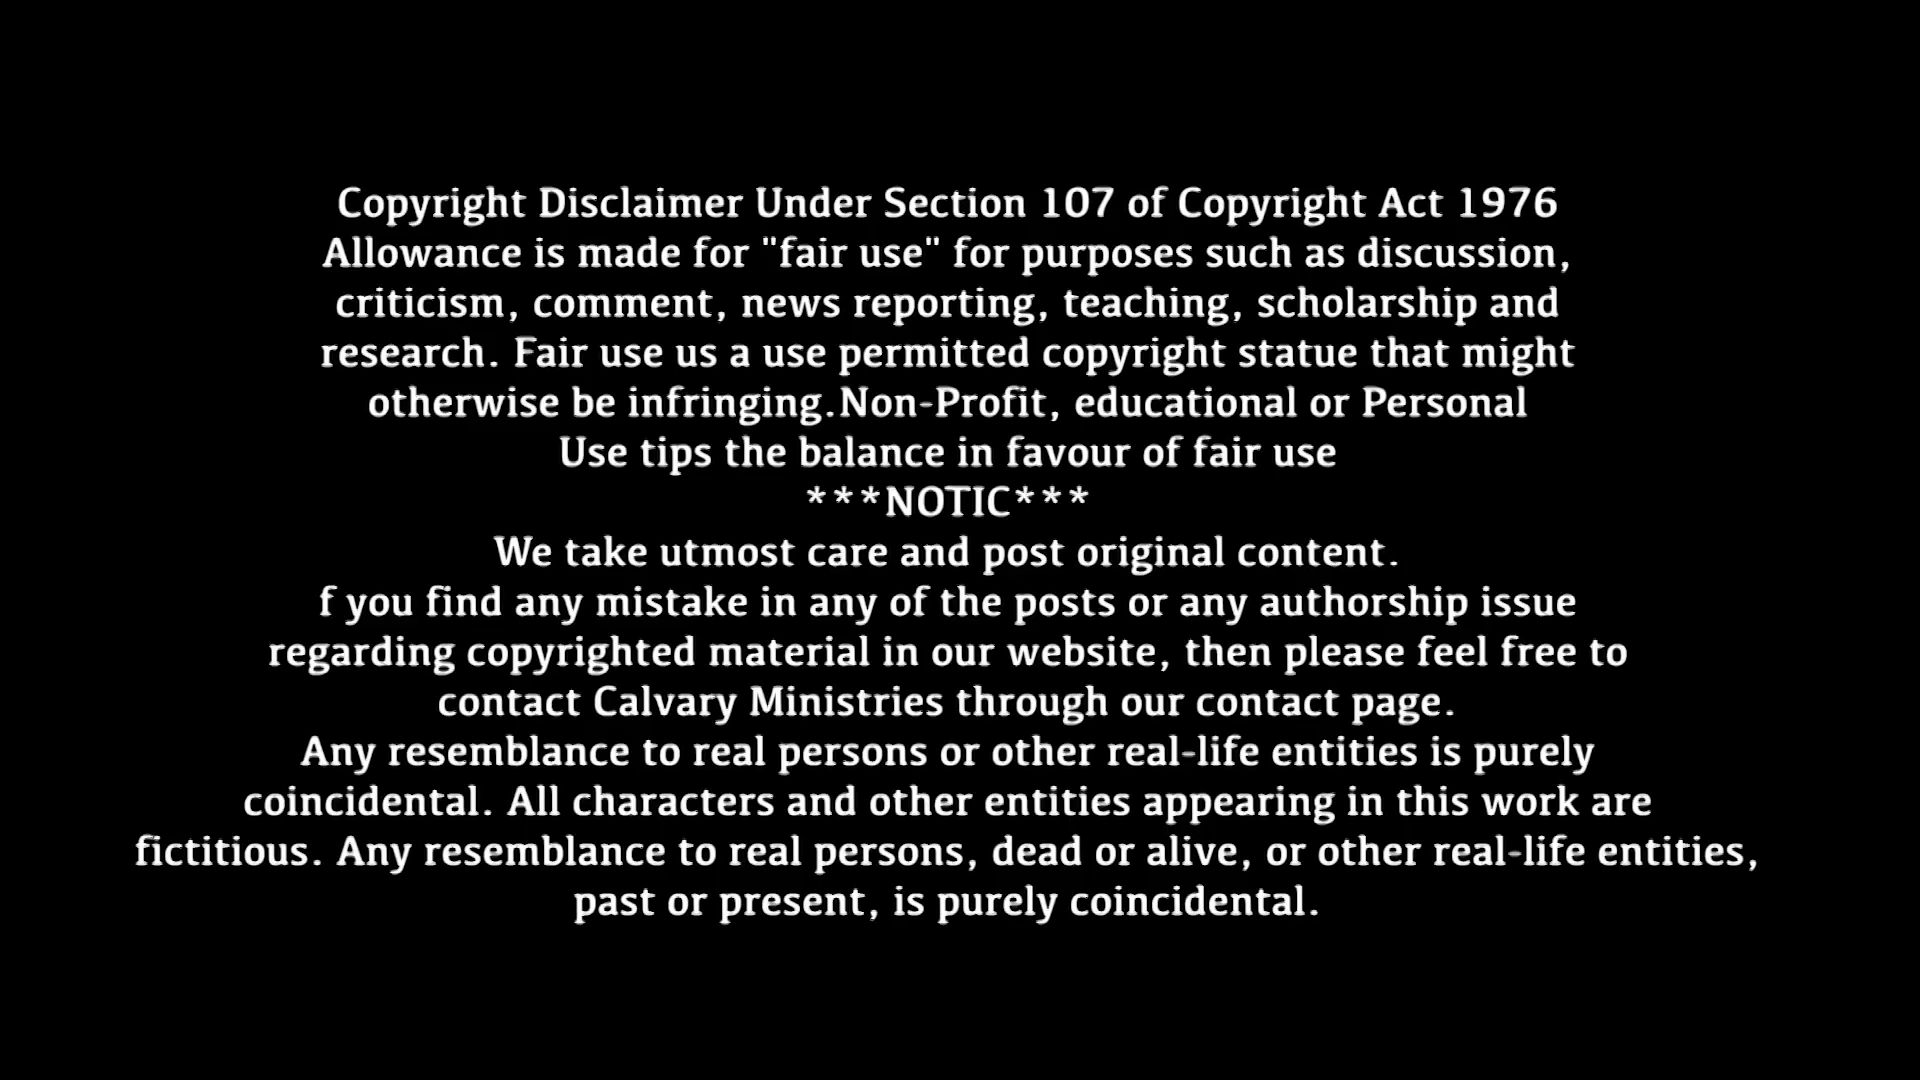 Copyright Disclaimer Under Section 107 of Copyright Act 1976
Allowance is made for "fair use" for purposes such as discussion,
criticism, comment, news reporting, teaching, scholarship and
research. Fair use us a use permitted copyright statue that might
otherwise be infringing.Non-Profit, educational or Personal
Use tips the balance in favour of fair use
***NOTIC***
We take utmost care and post original content.
f you find any mistake in any of the posts or any authorship issue
regarding copyrighted material in our website, then please feel free to
contact Calvary Ministries through our contact page.
Any resemblance to real persons or other real-life entities is purely
coincidental. All characters and other entities appearing in this work are
fictitious. Any resemblance to real persons, dead or alive, or other real-life entities,
past or present, is purely coincidental.